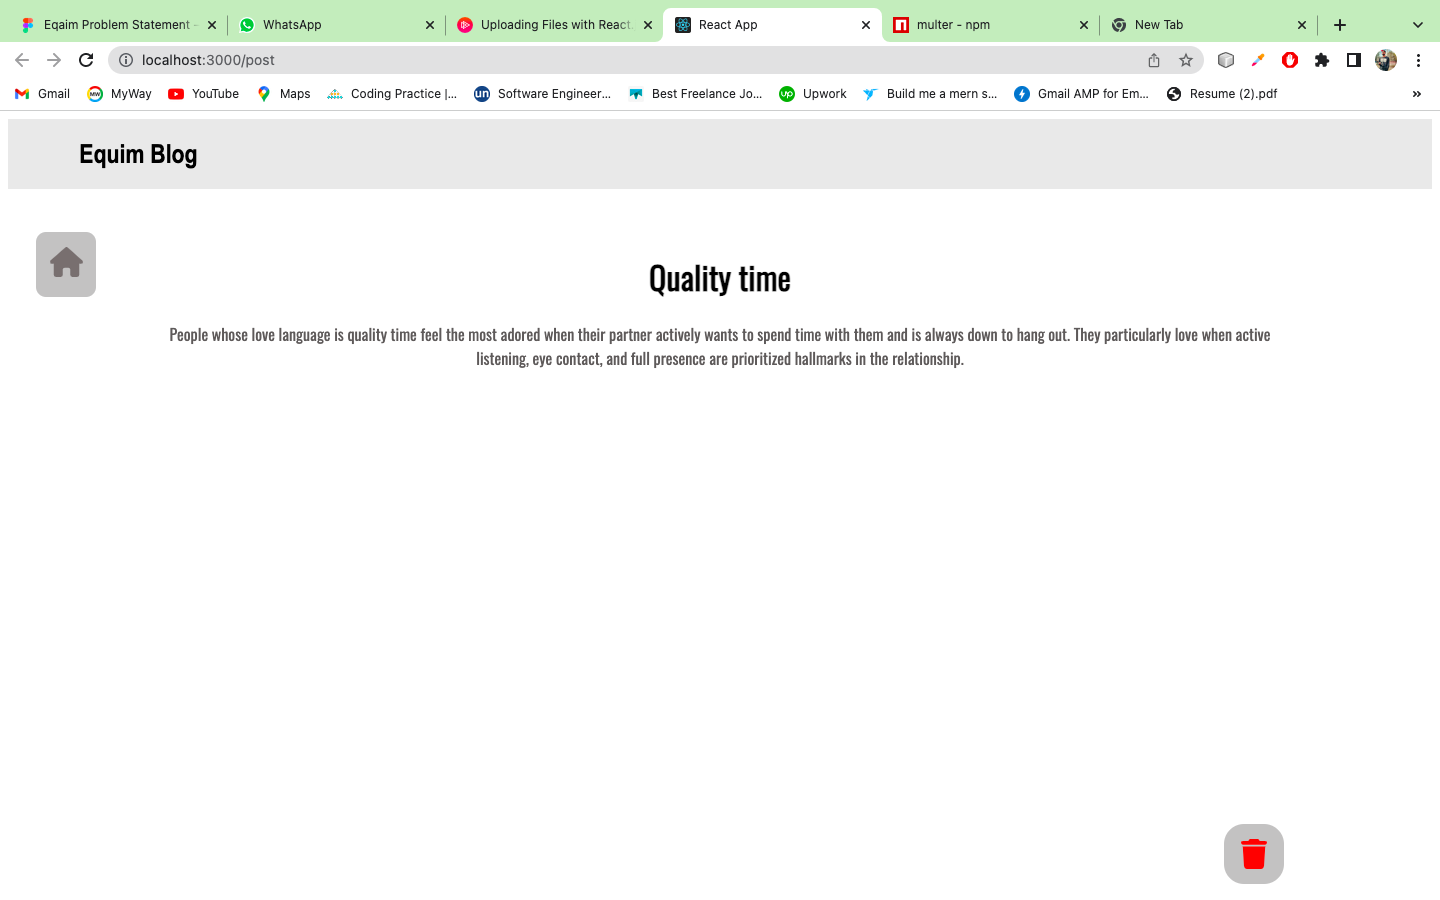 Eqaim Problem Statement -
WhatsApp
Uploading Files with React.
React App
multer - npm
New Tab
localhost:3000/post
Gmail
MyWay
YouTube
Maps
Coding Practice |...
un Software Engineer...
Best Freelance Jo...
up Upwork
Build me a mern s...
Gmail AMP for Em...
Resume (2).pdf
Equim Blog
Quality time
People whose love language is quality time feel the most adored when their partner actively wants to spend time with them and is always down to hang out. They particularly love when active
listening, eye contact, and full presence are prioritized hallmarks in the relationship.